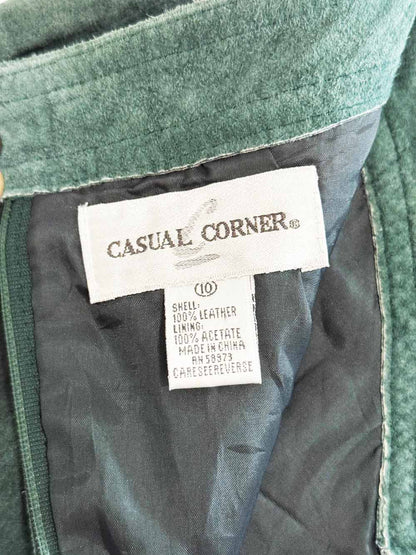 CASUAL CORNER®
10
SHELL:
100% LEATHER
LINING:
100% ACETATE
MADE IN CHINA
RN 58973
CARESEEREVERSE